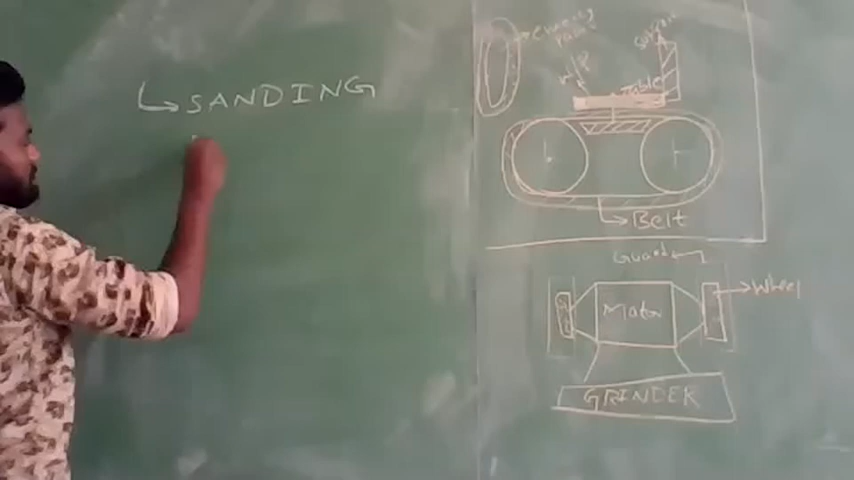 SANDING
Table
Belt
Guard
Wheel
Motor
GRINDER